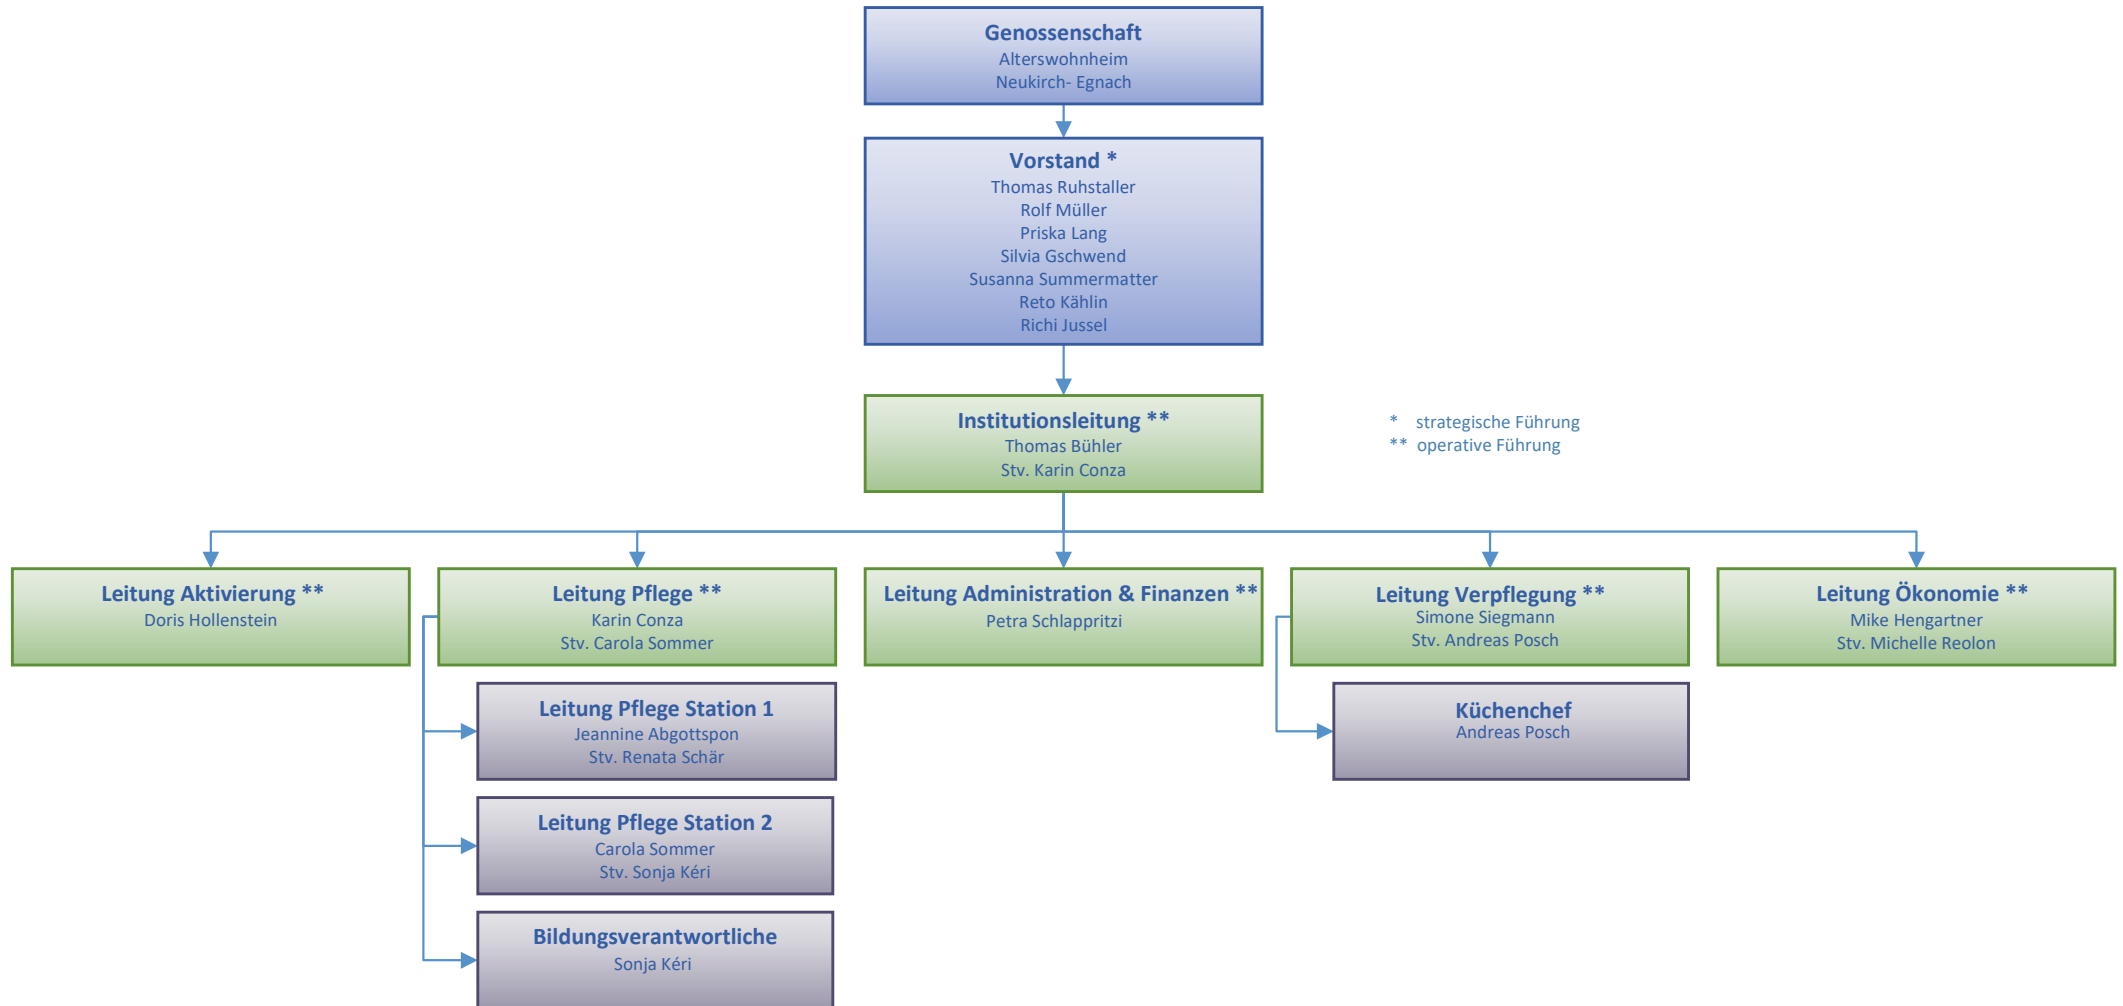 Genossenschaft
Alterswohnheim
Neukirch- Egnach
Vorstand *
Thomas Ruhstaller
Rolf Müller
Priska Lang
Silvia Gschwend
Susanna Summermatter
Reto Kählin
Richi Jussel
Institutionsleitung **
Thomas Bühler
Stv. Karin Conza
* strategische Führung
** operative Führung
Leitung Aktivierung **
Doris Hollenstein
Leitung Pflege **
Karin Conza
Stv. Carola Sommer
Leitung Administration & Finanzen **
Petra Schlappritzi
Leitung Verpflegung **
Simone Siegmann
Stv. Andreas Posch
Leitung Ökonomie **
Mike Hengartner
Stv. Michelle Reolon
Leitung Pflege Station 1
Jeannine Abgottspon
Stv. Renata Schär
Küchenchef
Andreas Posch
Leitung Pflege Station 2
Carola Sommer
Stv. Sonja Kéri
Bildungsverantwortliche
Sonja Kéri